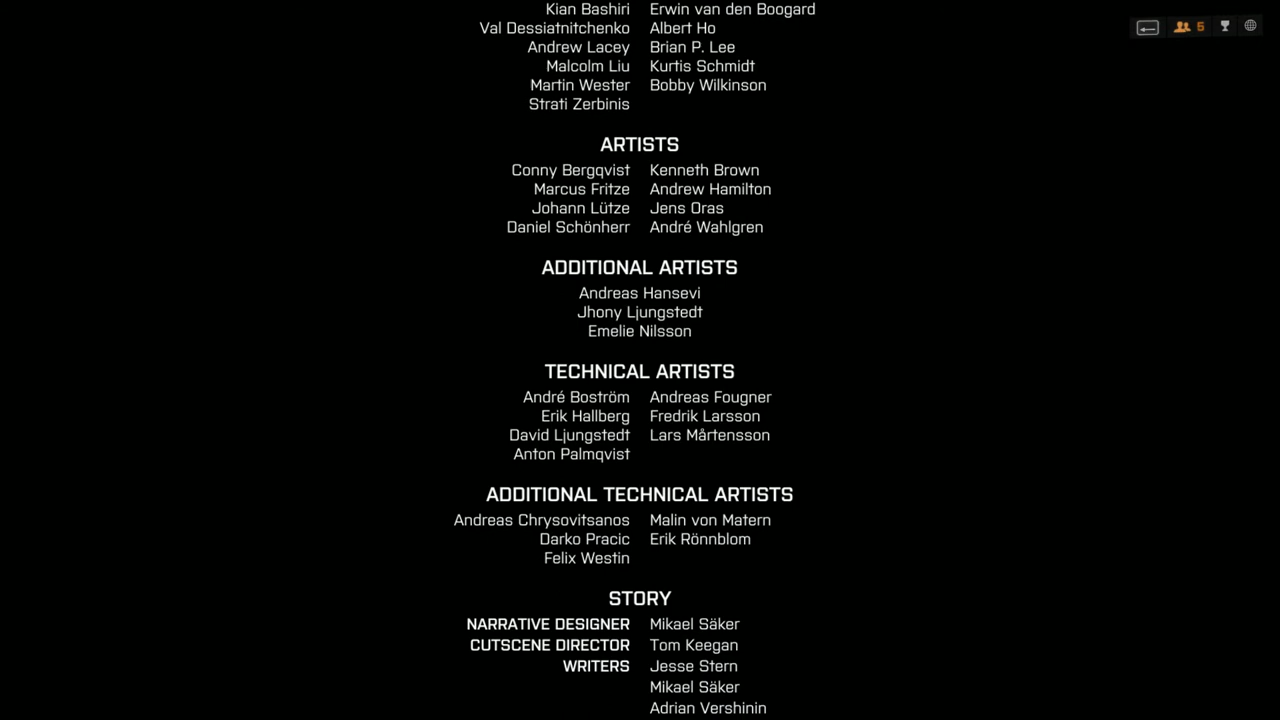 5
Kian Bashiri Erwin van den Boogard
Val Dessiatnitchenko Albert Ho
Andrew Lacey Brian P. Lee
Malcolm Liu Kurtis Schmidt
Martin Wester Bobby Wilkinson
Strati Zerbinis
ARTISTS
Conny Bergqvist Kenneth Brown
Marcus Fritze Andrew Hamilton
Johann Lütze Jens Oras
Daniel Schönherr André Wahlgren
ADDITIONAL ARTISTS
Andreas Hansevi
Jhony Ljungstedt
Emelie Nilsson
TECHNICAL ARTISTS
André Boström Andreas Fougner
Erik Hallberg Fredrik Larsson
David Ljungstedt Lars Mårtensson
Anton Palmqvist
ADDITIONAL TECHNICAL ARTISTS
Andreas Chrysovitsanos Malin von Matern
Darko Pracic Erik Rönnblom
Felix Westin
STORY
NARRATIVE DESIGNER Mikael Säker
CUTSCENE DIRECTOR Tom Keegan
WRITERS Jesse Stern
Mikael Säker
Adrian Vershinin